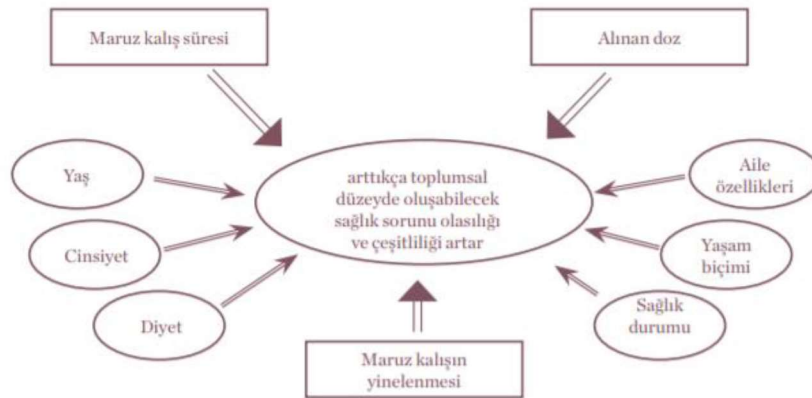 Maruz kalış süresi
Alınan doz
Yaş
Cinsiyet
Diyet
arttıkça toplumsal
düzeyde oluşabilecek
sağlık sorunu olasılığı
ve çeşitliliği artar
Aile
özellikleri
Yaşam
biçimi
Sağlık
durumu
Maruz kalışın
yinelenmesi